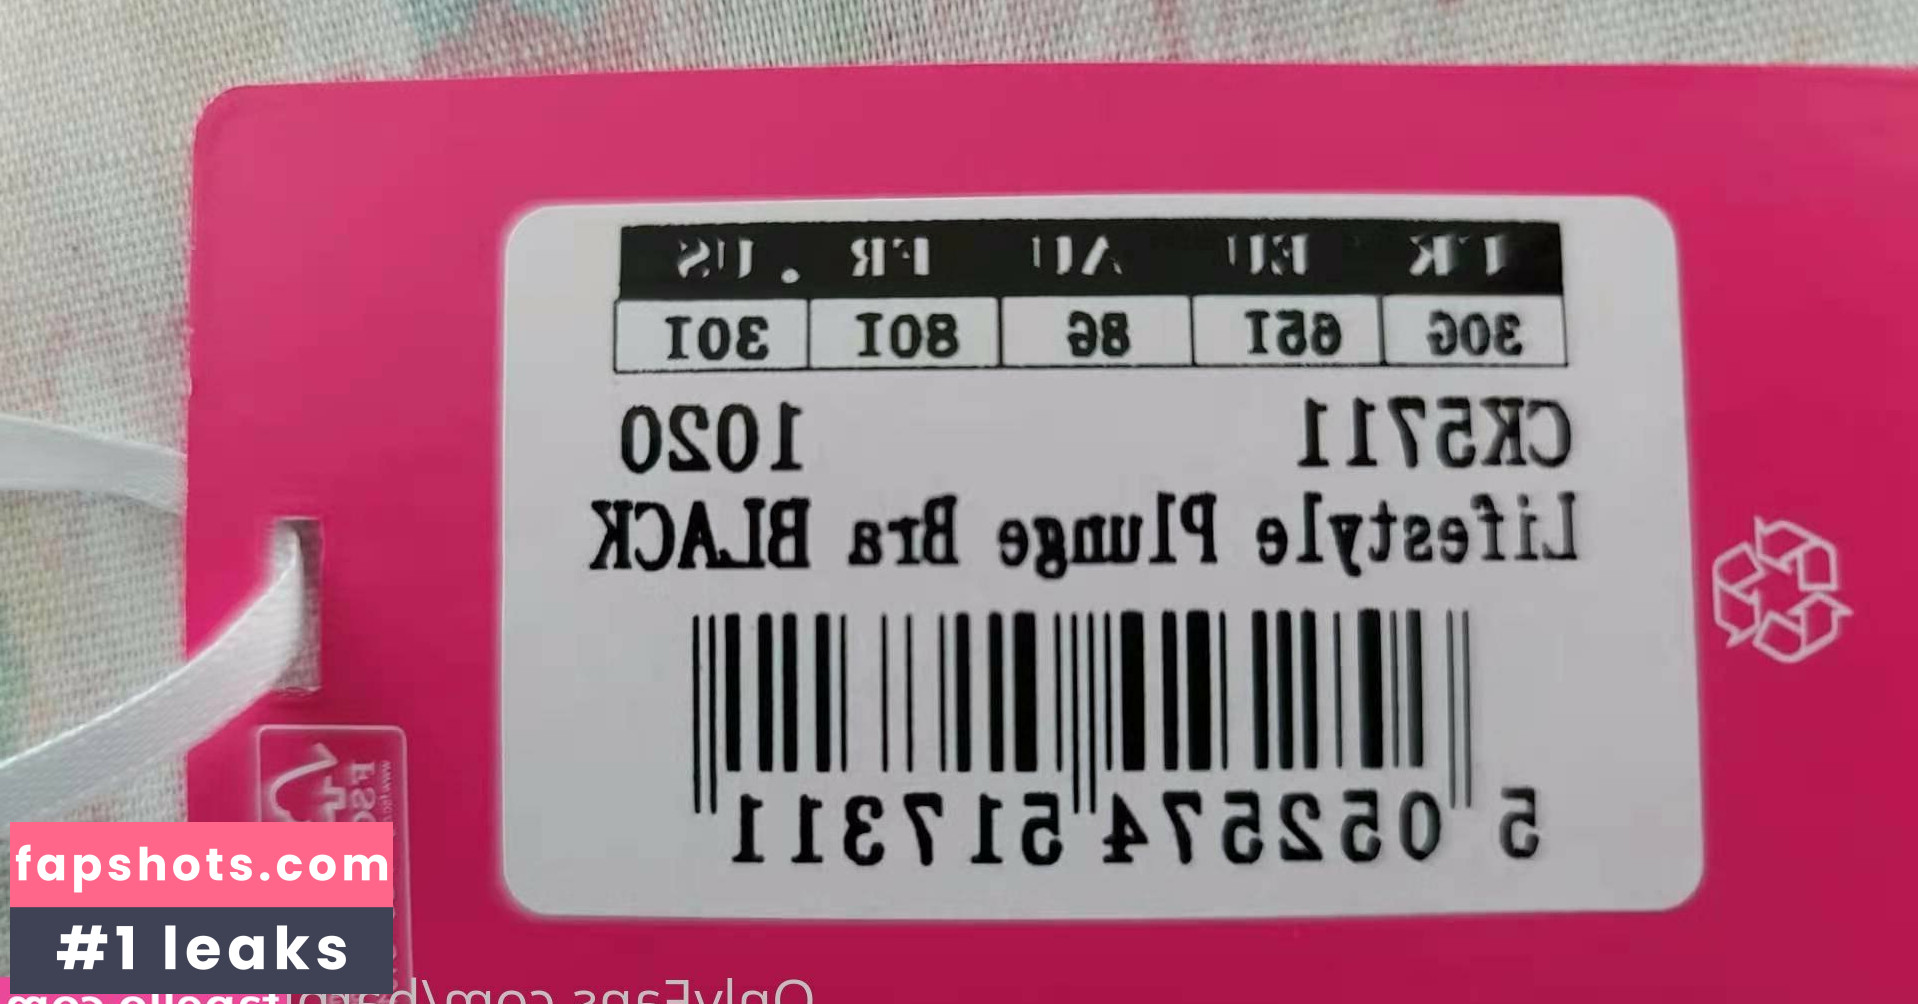 UK EU AU FR US
30G 65I 8G 80I 30I
CK5711 1020
Lifestyle Plunge Bra BLACK
5 052574 517311
fapshots.com
#1 leaks